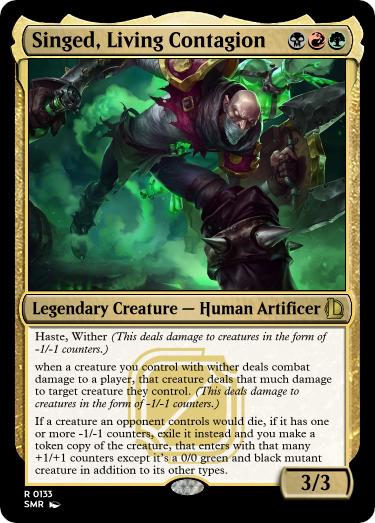 Singed, Living Contagion
Legendary Creature — Human Artificer
Haste, Wither (This deals damage to creatures in the form of
-1/-1 counters.)
when a creature you control with wither deals combat
damage to a player, that creature deals that much damage
to target creature they control. (This deals damage to
creatures in the form of -1/-1 counters.)
If a creature an opponent controls would die, if it has one
or more -1/-1 counters, exile it instead and you make a
token copy of the creature, that enters with that many
+1/+1 counters except it's a 0/0 green and black mutant
creature in addition to its other types.
3/3
R 0133
SMR